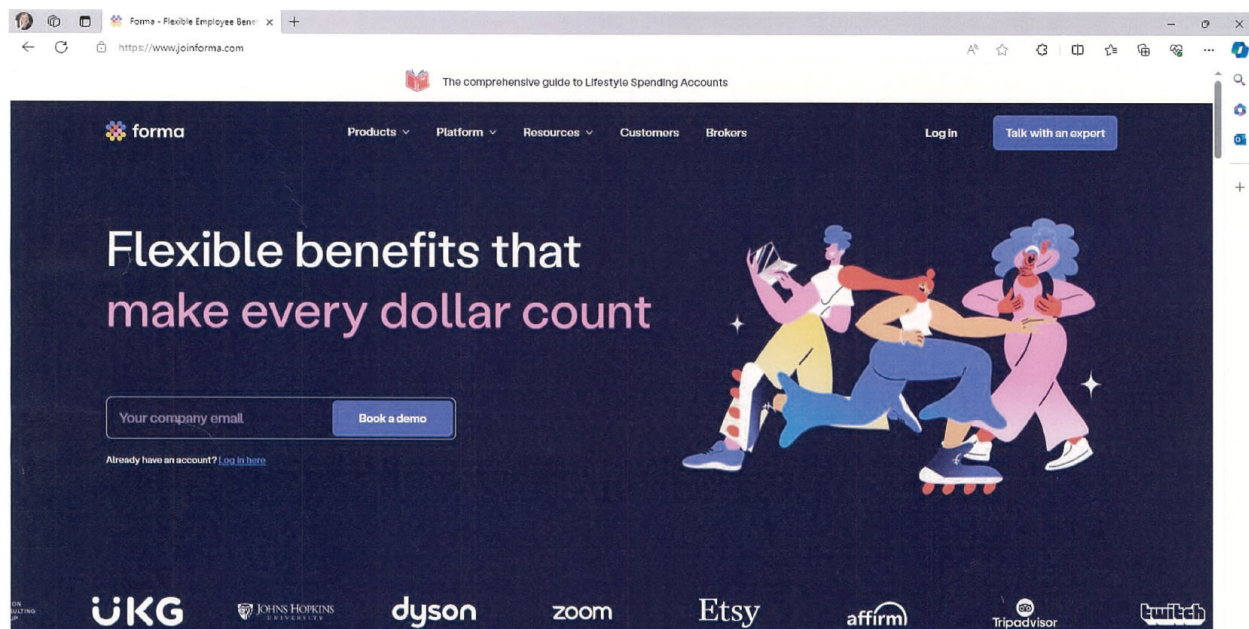 Forma - Flexible Employee Bene
https://www.joinforma.com
The comprehensive guide to Lifestyle Spending Accounts
forma
Products Platform Resources Customers Brokers Log in Talk with an expert
Flexible benefits that
make every dollar count
Your company email Book a demo
Already have an account? Log in here
UKG JOHNS HOPKINS UNIVERSITY dyson zoom Etsy affirm Tripadvisor twitch